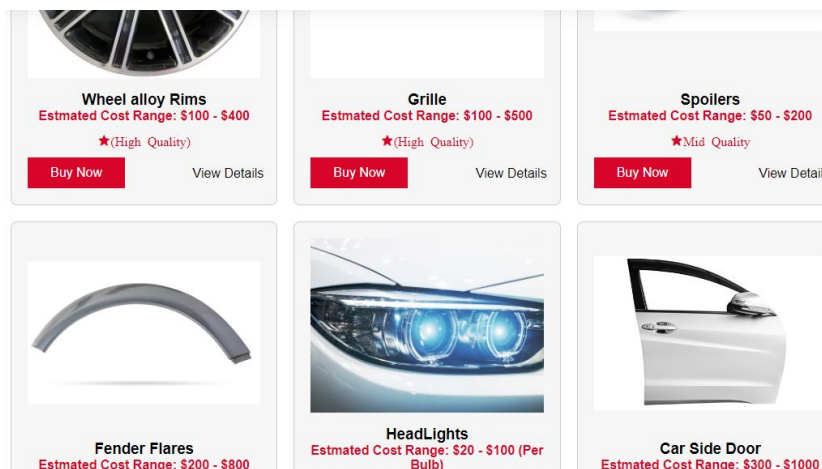 Wheel alloy Rims
Estmated Cost Range: $100 - $400
★(High Quality)
Buy Now
View Details
Grille
Estmated Cost Range: $100 - $500
★(High Quality)
Buy Now
View Details
Spoilers
Estmated Cost Range: $50 - $200
★Mid Quality
Buy Now
View Detail
Fender Flares
Estmated Cost Range: $200 - $800
HeadLights
Estmated Cost Range: $20 - $100 (Per
Bulb)
Car Side Door
Estmated Cost Range: $300 - $1000